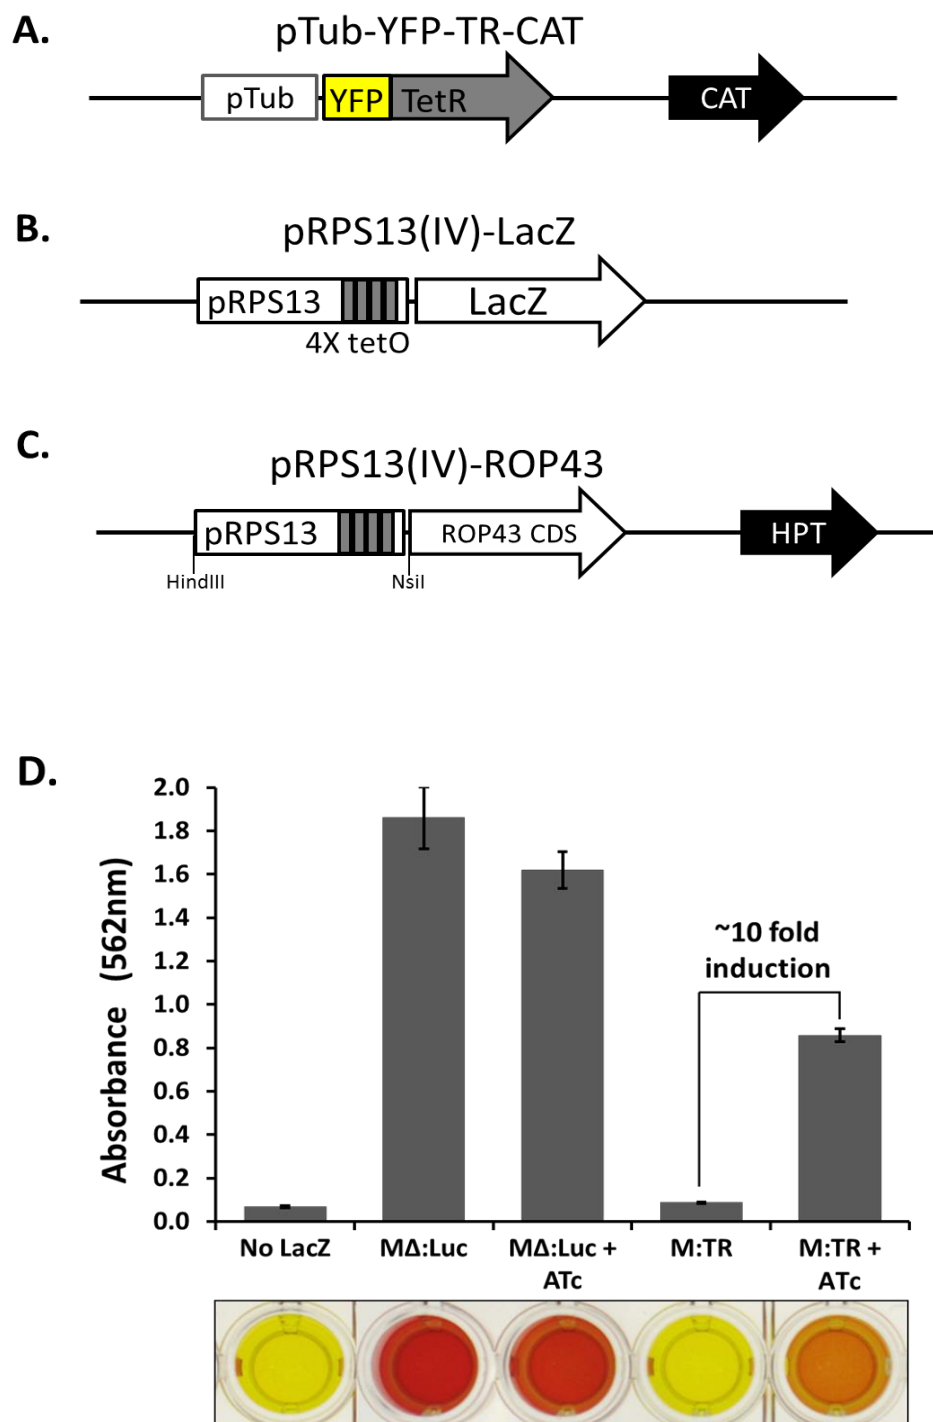 A.
pTub-YFP-TR-CAT
pTub YFP TetR CAT
B.
pRPS13(IV)-LacZ
pRPS13 LacZ
4X tetO
C.
pRPS13(IV)-ROP43
pRPS13 ROP43 CDS HPT
HindIII NsiI
D.
Absorbance (562nm)
2.0
1.8
1.6
1.4
1.2
1.0
0.8
0.6
0.4
0.2
0.0
~10 fold
induction
No LacZ MΔ:Luc MΔ:Luc + M:TR M:TR +
ATc ATc